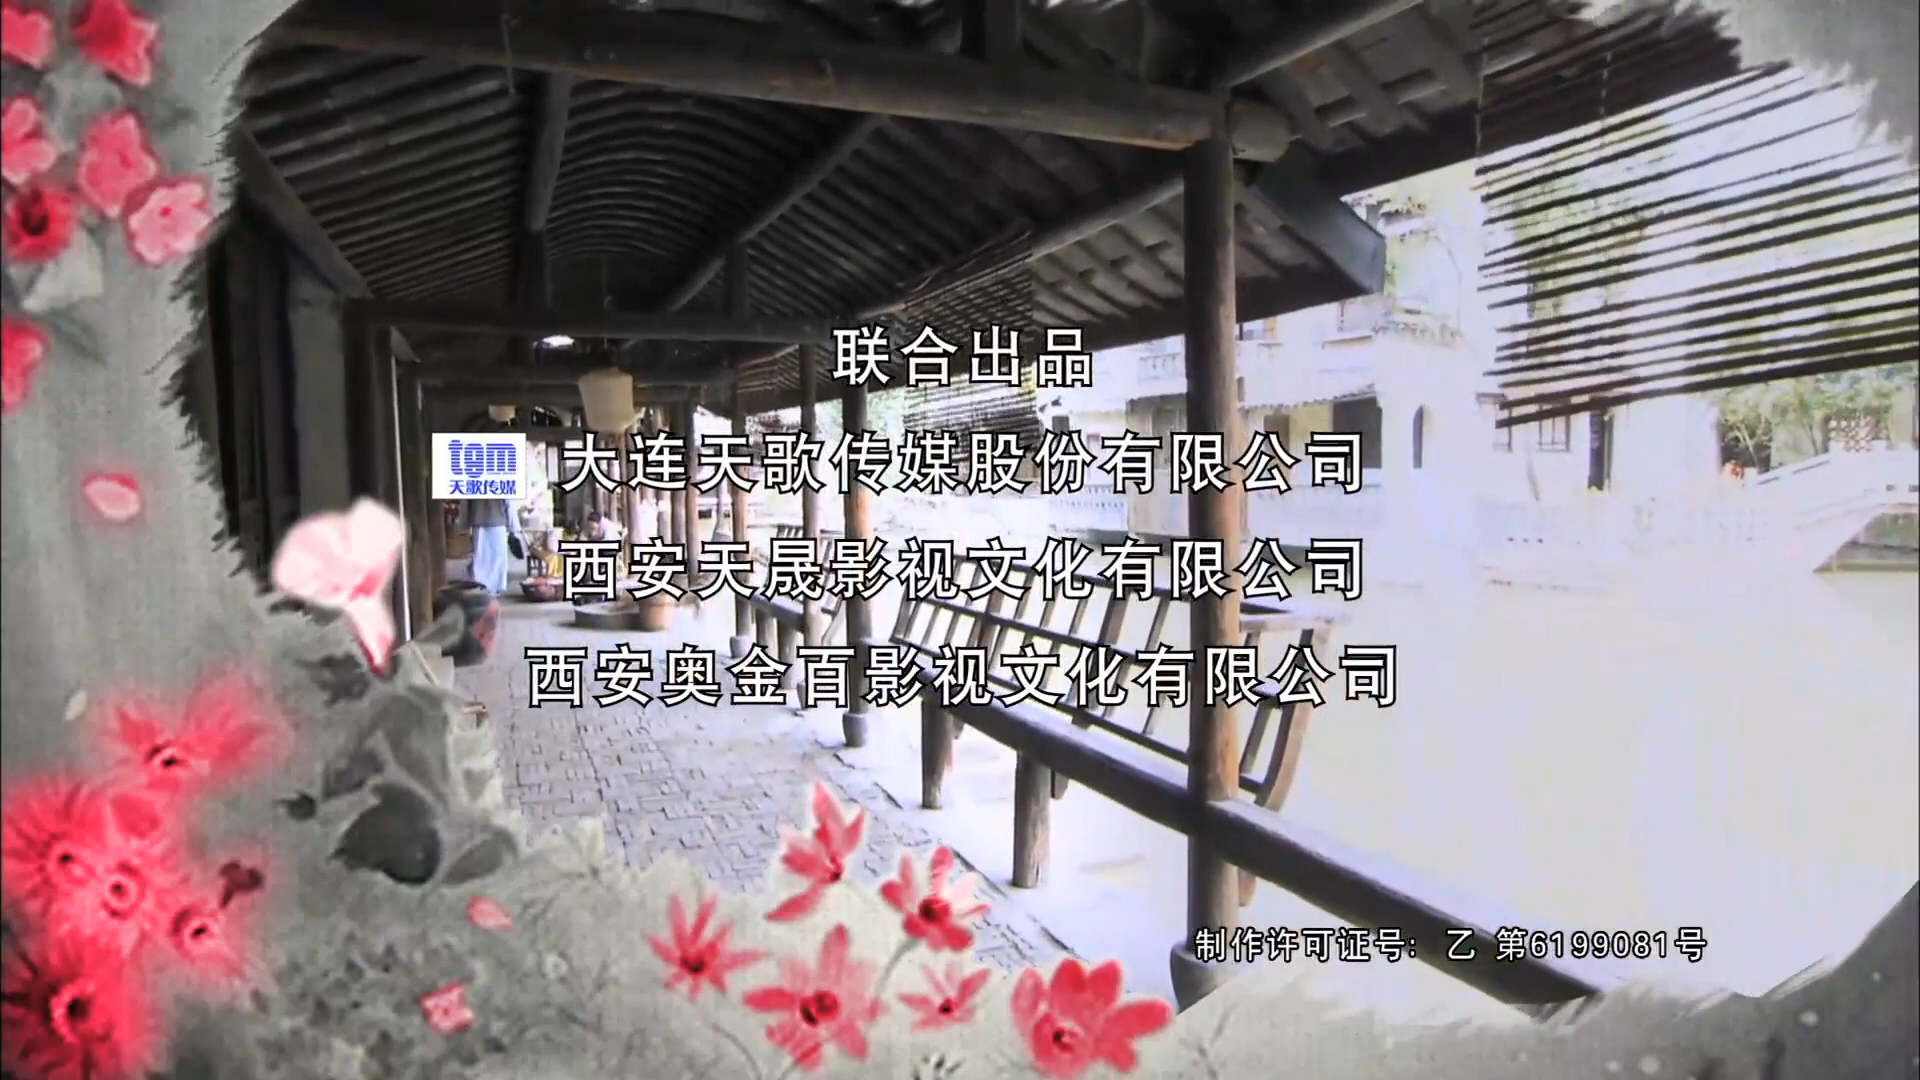 联合出品
tgm
天歌传媒
大连天歌传媒股份有限公司
西安天晟影视文化有限公司
西安奥金百影视文化有限公司
制作许可证号：乙 第6199081号